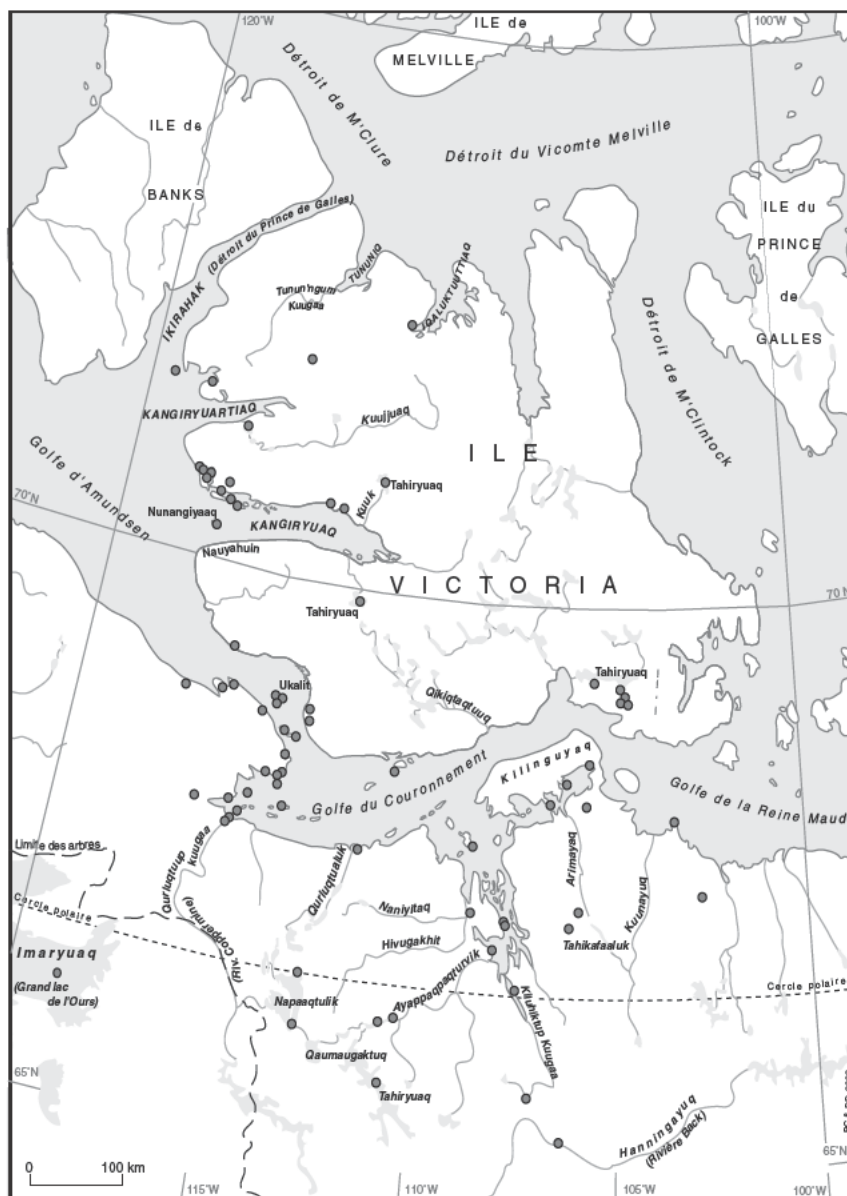 120°W
100°W
ILE de
MELVILLE
Détroit de M'Clure
Détroit du Vicomte Melville
ILE de
BANKS
ILE du
PRINCE
de
GALLES
IKIRAHAK (Détroit du Prince de Galles)
TUNUNIQ
Tunun'ngum
Kuugaa
IQALUKTUUTTIAQ
Détroit de M'Clintock
KANGIRYUARTIAQ
Kuujjuaq
Golfe d'Amundsen
ILE
70°N
Tahiryuaq
Kuuk
Nunangiyaaq
KANGIRYUAQ
Nauyahuin
VICTORIA
70°N
Tahiryuaq
Tahiryuaq
Ukalit
Qikiqtaqtuuq
Kilinguyaq
Golfe du Couronnement
Golfe de la Reine Maud
Limite des arbres
Qurluqtuup
kuugaa
(Riv. Coppermine)
Qurluqtualuk
Arimayaq
Kuunayuq
Cercle polaire
Naniyitaq
Hivugakhit
Tahikafaaluk
Imaryuaq
(Grand lac
de l'Ours)
Ayappaqpaqturvik
Cercle polaire
Napaaqtulik
Kiluhiktup Kuugaa
Qaumaugaktuq
65°N
Tahiryuaq
Hanningayuq
(Rivière Back)
65°N
0 100 km
115°W
110°W
105°W
100°W